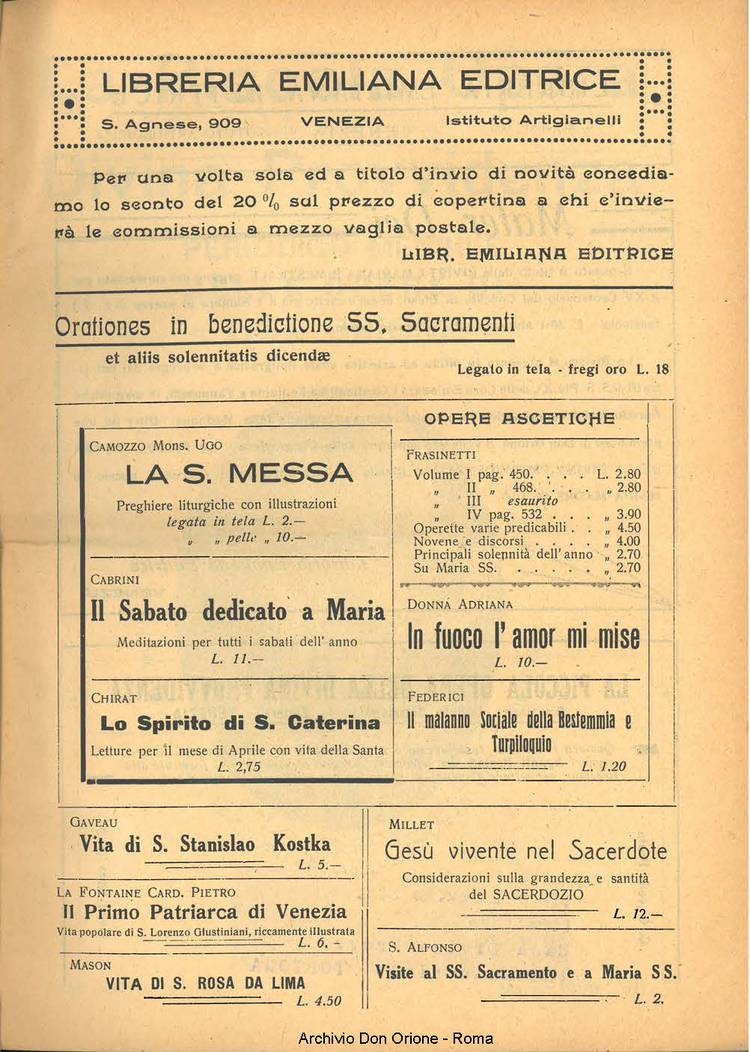 LIBRERIA EMILIANA EDITRICE
S. Agnese, 909 VENEZIA Istituto Artigianelli
Per una volta sola ed a titolo d'invio di novità concedia-
mo lo sconto del 20 % sul prezzo di copertina a chi c'invie-
rà le commissioni a mezzo vaglia postale.
LIBR. EMILIANA EDITRICE
Orationes in benedictione SS. Sacramenti
et aliis solennitatis dicendæ
Legato in tela - fregi oro L. 18
CAMOZZO Mons. UGO
LA S. MESSA
Preghiere liturgiche con illustrazioni
legata in tela L. 2.—
„ „ pelle „ 10.—
CABRINI
Il Sabato dedicato a Maria
Meditazioni per tutti i sabati dell' anno
L. 11.—
CHIRAT
Lo Spirito di S. Caterina
Letture per il mese di Aprile con vita della Santa
L. 2,75
OPERE ASCETICHE
FRASINETTI
Volume I pag. 450. . . . L. 2.80
„ II „ 468. . . . „ 2.80
„ III esaurito
„ IV pag. 532 . . . „ 3.90
Operette varie predicabili . . „ 4.50
Novene e discorsi . . . . „ 4.00
Principali solennità dell' anno „ 2.70
Su Maria SS. . . . . . „ 2.70
DONNA ADRIANA
In fuoco l' amor mi mise
L. 10.—
FEDERICI
Il malanno Sociale della Bestemmia e
Turpiloquio
L. 1.20
GAVEAU
Vita di S. Stanislao Kostka
L. 5.—
LA FONTAINE CARD. PIETRO
Il Primo Patriarca di Venezia
Vita popolare di S. Lorenzo Giustiniani, riccamente illustrata
L. 6. -
MASON
VITA DI S. ROSA DA LIMA
L. 4.50
MILLET
Gesù vivente nel Sacerdote
Considerazioni sulla grandezza e santità
del SACERDOZIO
L. 12.—
S. ALFONSO
Visite al SS. Sacramento e a Maria SS.
L. 2.
Archivio Don Orione - Roma